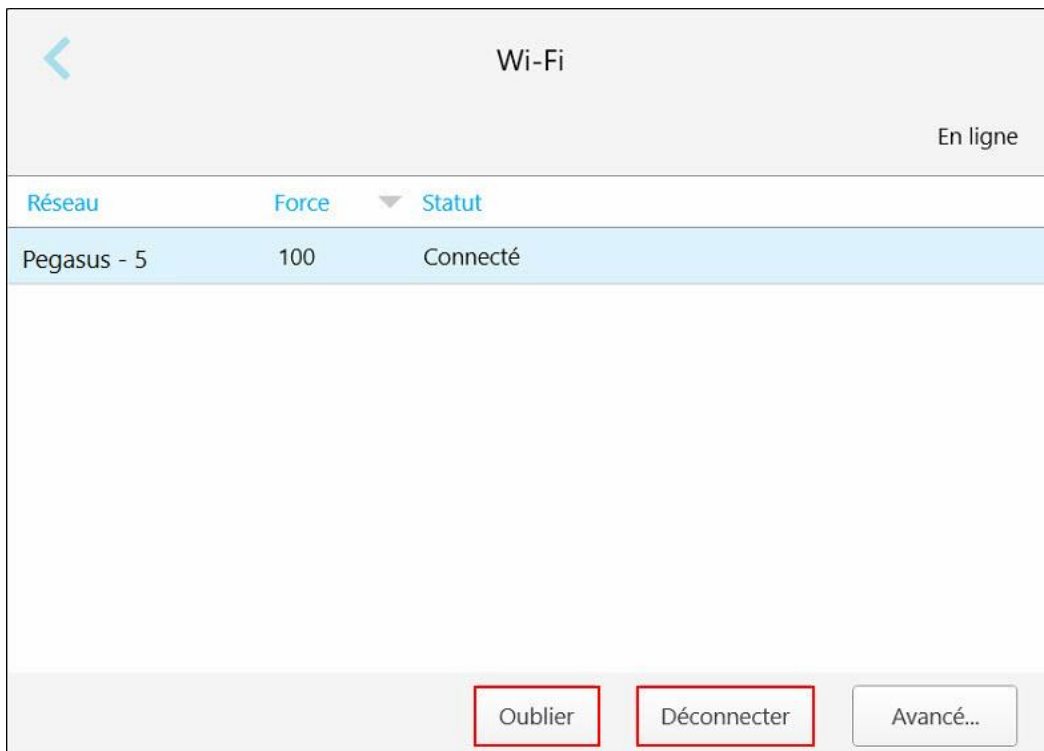 Wi-Fi
En ligne
Réseau Force Statut
Pegasus - 5 100 Connecté
Oublier Déconnecter Avancé...